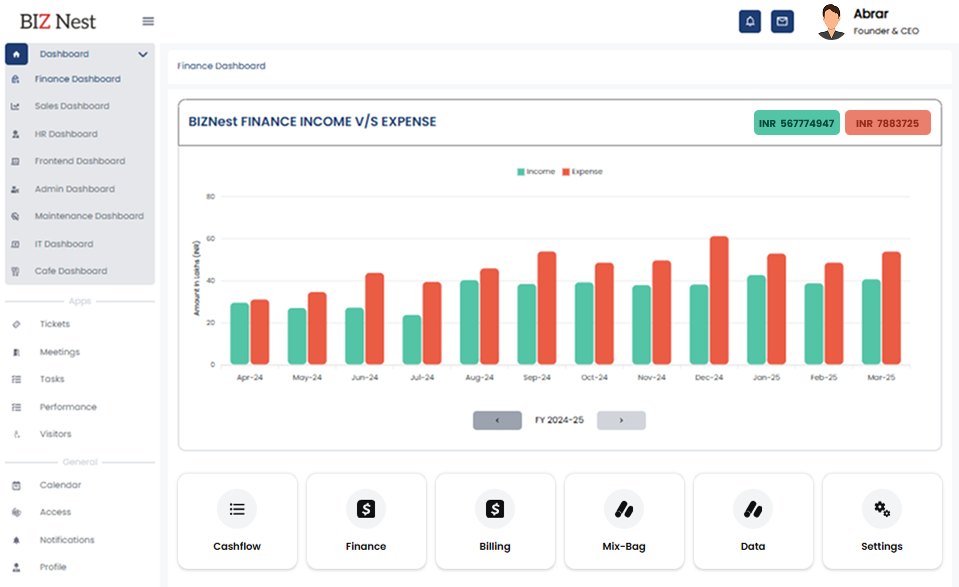 BIZ Nest
Abrar
Founder & CEO
Dashboard
Finance Dashboard
Sales Dashboard
HR Dashboard
Frontend Dashboard
Admin Dashboard
Maintenance Dashboard
IT Dashboard
Cafe Dashboard
Apps
Tickets
Meetings
Tasks
Performance
Visitors
General
Calendar
Access
Notifications
Profile
Finance Dashboard
BIZNest FINANCE INCOME V/S EXPENSE
INR 567774947
INR 7883725
Income Expense
Amount in Lakhs (INR)
80
60
40
20
0
Apr-24 May-24 Jun-24 Jul-24 Aug-24 Sep-24 Oct-24 Nov-24 Dec-24 Jan-25 Feb-25 Mar-25
‹ FY 2024-25 ›
Cashflow
Finance
Billing
Mix-Bag
Data
Settings